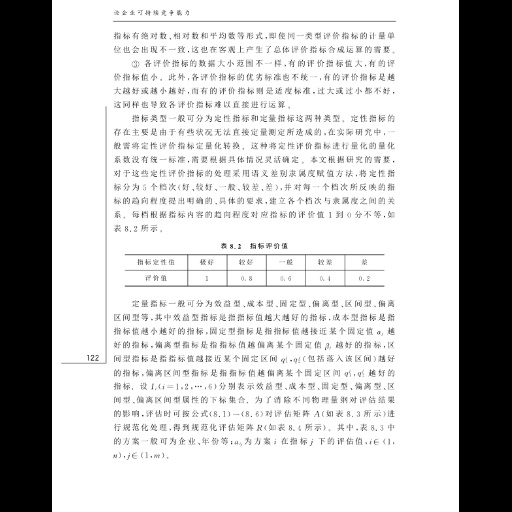 论企业可持续竞争能力
指标有绝对数、相对数和平均数等形式,即使同一类型评价指标的计量单
位也会出现不一致,这也在客观上产生了总体评价指标合成运算的需要。
③ 各评价指标的数据大小范围不一样,有的评价指标值大,有的评
价指标值小。此外,各评价指标的优劣标准也不统一,有的评价指标是越
大越好或越小越好,而有的评价指标则是适度标准,过大或过小都不好,
这同样也导致各评价指标难以直接进行运算。
指标类型一般可分为定性指标和定量指标这两种类型。定性指标的
存在主要是由于有些状况无法直接定量测定所造成的,在实际研究中,一
般需将定性评价指标定量化转换。这种将定性评价指标进行量化的量化
系数没有统一标准,需要根据具体情况灵活确定。本文根据研究的需要,
对于这些定性评价指标的处理采用语义差别隶属度赋值方法,将定性指
标分为5个档次(好、较好、一般、较差、差),并对每一个档次所反映的指
标的趋向程度提出明确的、具体的要求,建立各个档次与隶属度之间的关
系。每档根据指标内容的趋向程度对应指标的评价值1到0分不等,如
表8.2所示。
表8.2 指标评价值
指标定性值 极好 较好 一般 较差 差
评价值 1 0.8 0.6 0.4 0.2
定量指标一般可分为效益型、成本型、固定型、偏离型、区间型、偏离
区间型等,其中效益型指标是指指标值越大越好的指标,成本型指标是指
指标值越小越好的指标,固定型指标是指指标值越接近某个固定值 αj 越
好的指标,偏离型指标是指指标值越偏离某个固定值 βj 越好的指标,区
间型指标是指指标值越接近某个固定区间
(包括落入该区间)越好
的指标,偏离区间型指标是指指标值越偏离某个固定区间
越好的
指标。设 Ii(i=1,2,…,6)分别表示效益型、成本型、固定型、偏离型、区
间型、偏离区间型属性的下标集合。为了消除不同物理量纲对评估结果
的影响,评估时可按公式(8.1)—(8.6)对评估矩阵 A(如表8.3所示)进
行规范化处理,得到规范化评估矩阵 R(如表8.4所示)。其中,表8.3中
的方案一般可为企业、年份等;aij 为方案 i 在指标 j 下的评估值,i∈(1,
n),j∈(1,m)。
122